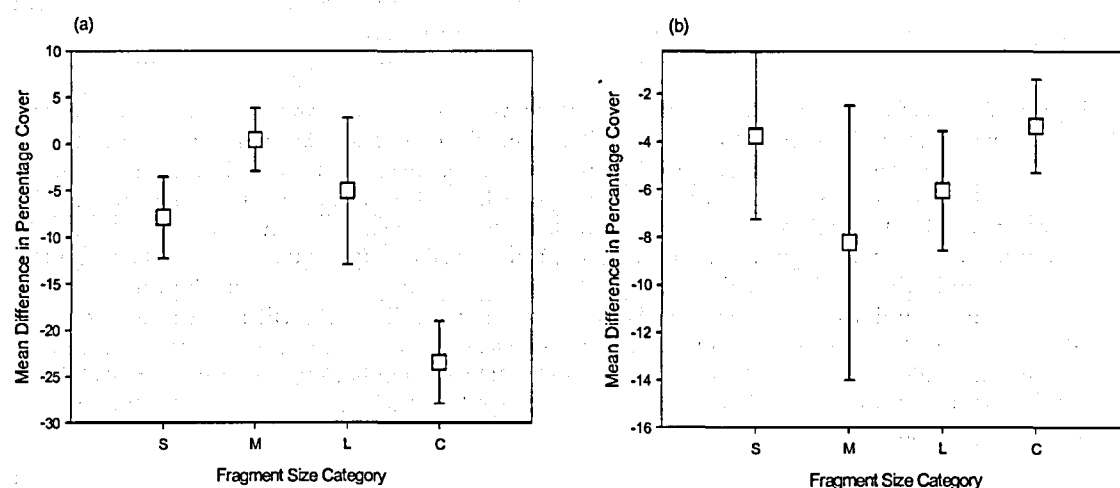 (a)
Mean Difference in Percentage Cover
10
5
0
-5
-10
-15
-20
-25
-30
S M L C
Fragment Size Category
(b)
Mean Difference in Percantage Cover
-2
-4
-6
-8
-10
-12
-14
-16
S M L C
Fragment Size Category